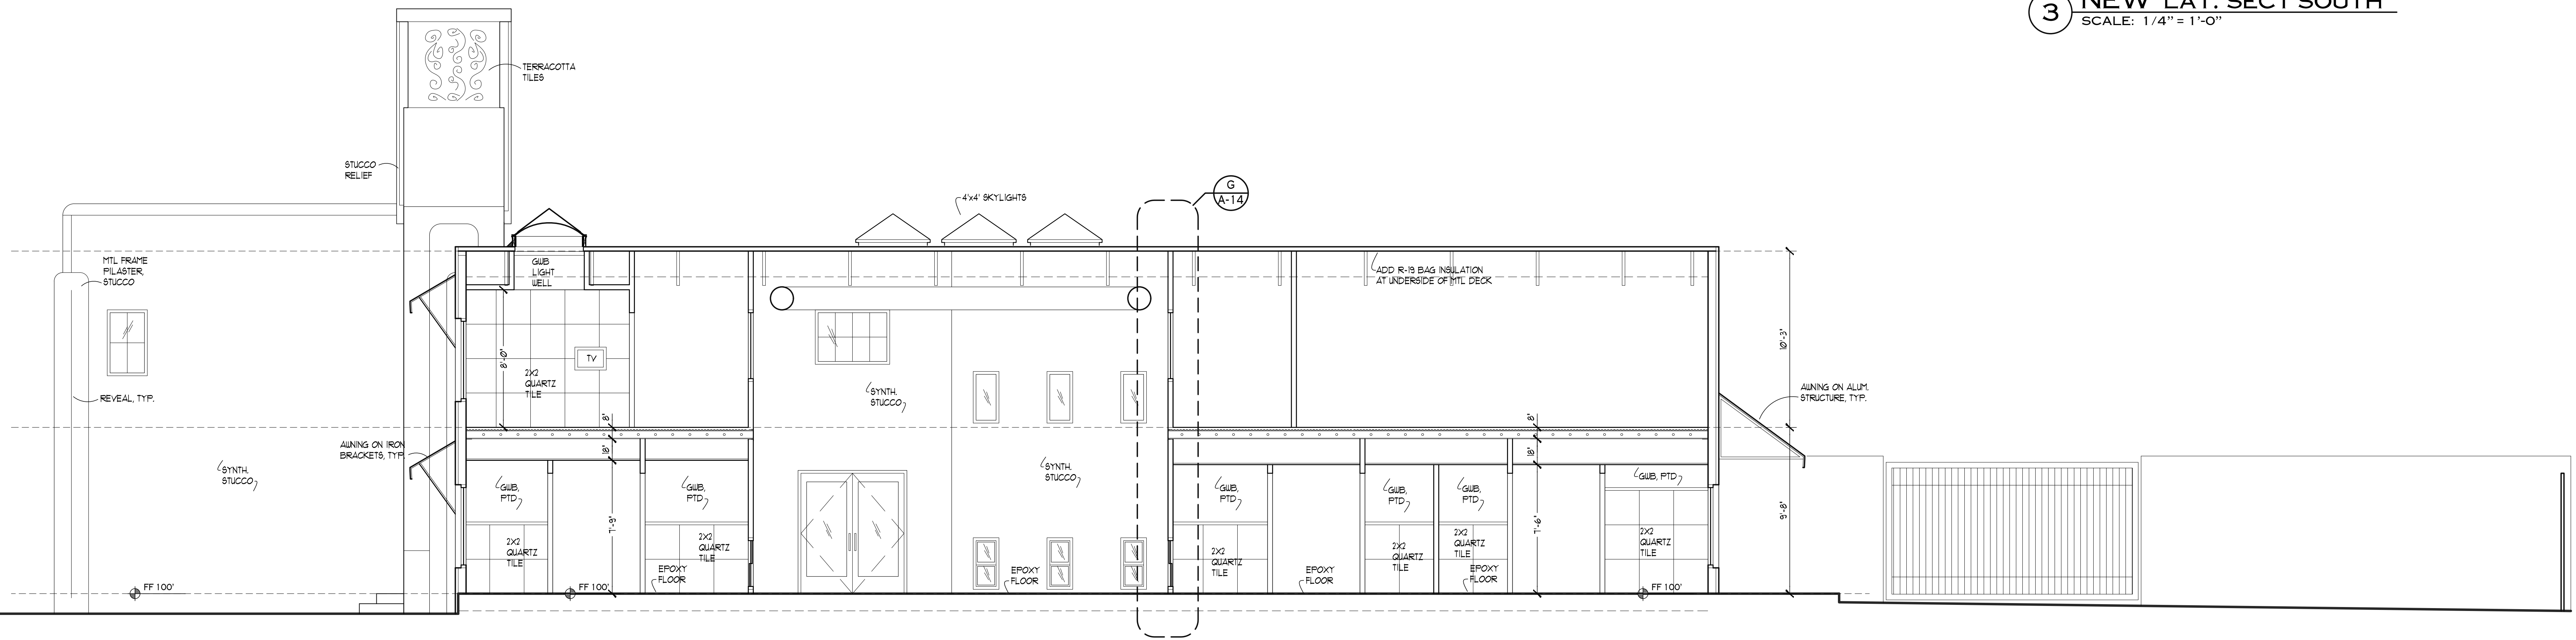 3
NEW LAT. SECT SOUTH
SCALE: 1/4" = 1'-0"
TERRACOTTA
TILES
STUCCO
RELIEF
G
A-14
4'x4' SKYLIGHTS
MTL FRAME
PILASTER,
STUCCO
GWB
LIGHT
WELL
ADD R-19 BAG INSULATION
AT UNDERSIDE OF MTL DECK
10'-3"
8'-0"
TV
2X2
QUARTZ
TILE
REVEAL, TYP.
SYNTH.
STUCCO
AWNING ON ALUM.
STRUCTURE, TYP.
8"
8"
AWNING ON IRON
BRACKETS, TYP.
18"
18"
SYNTH.
STUCCO
SYNTH.
STUCCO
GWB,
PTD
GWB,
PTD
GWB,
PTD
GWB,
PTD
GWB,
PTD
GWB, PTD
9'-8"
7'-9"
7'-6"
2X2
QUARTZ
TILE
2X2
QUARTZ
TILE
2X2
QUARTZ
TILE
2X2
QUARTZ
TILE
2X2
QUARTZ
TILE
2X2
QUARTZ
TILE
EPOXY
FLOOR
EPOXY
FLOOR
EPOXY
FLOOR
EPOXY
FLOOR
FF 100'
FF 100'
FF 100'